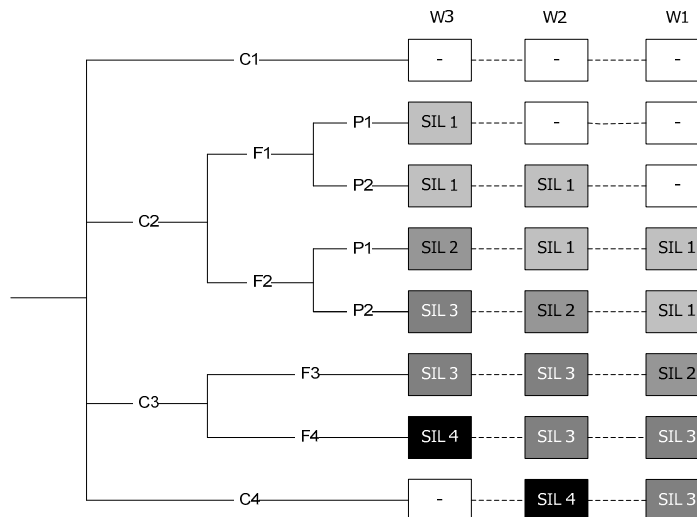 W3 W2 W1
C1 - - -
P1 SIL 1 - -
F1
P2 SIL 1 SIL 1 -
C2
P1 SIL 2 SIL 1 SIL 1
F2
P2 SIL 3 SIL 2 SIL 1
F3 SIL 3 SIL 3 SIL 2
C3
F4 SIL 4 SIL 3 SIL 3
C4 - SIL 4 SIL 3